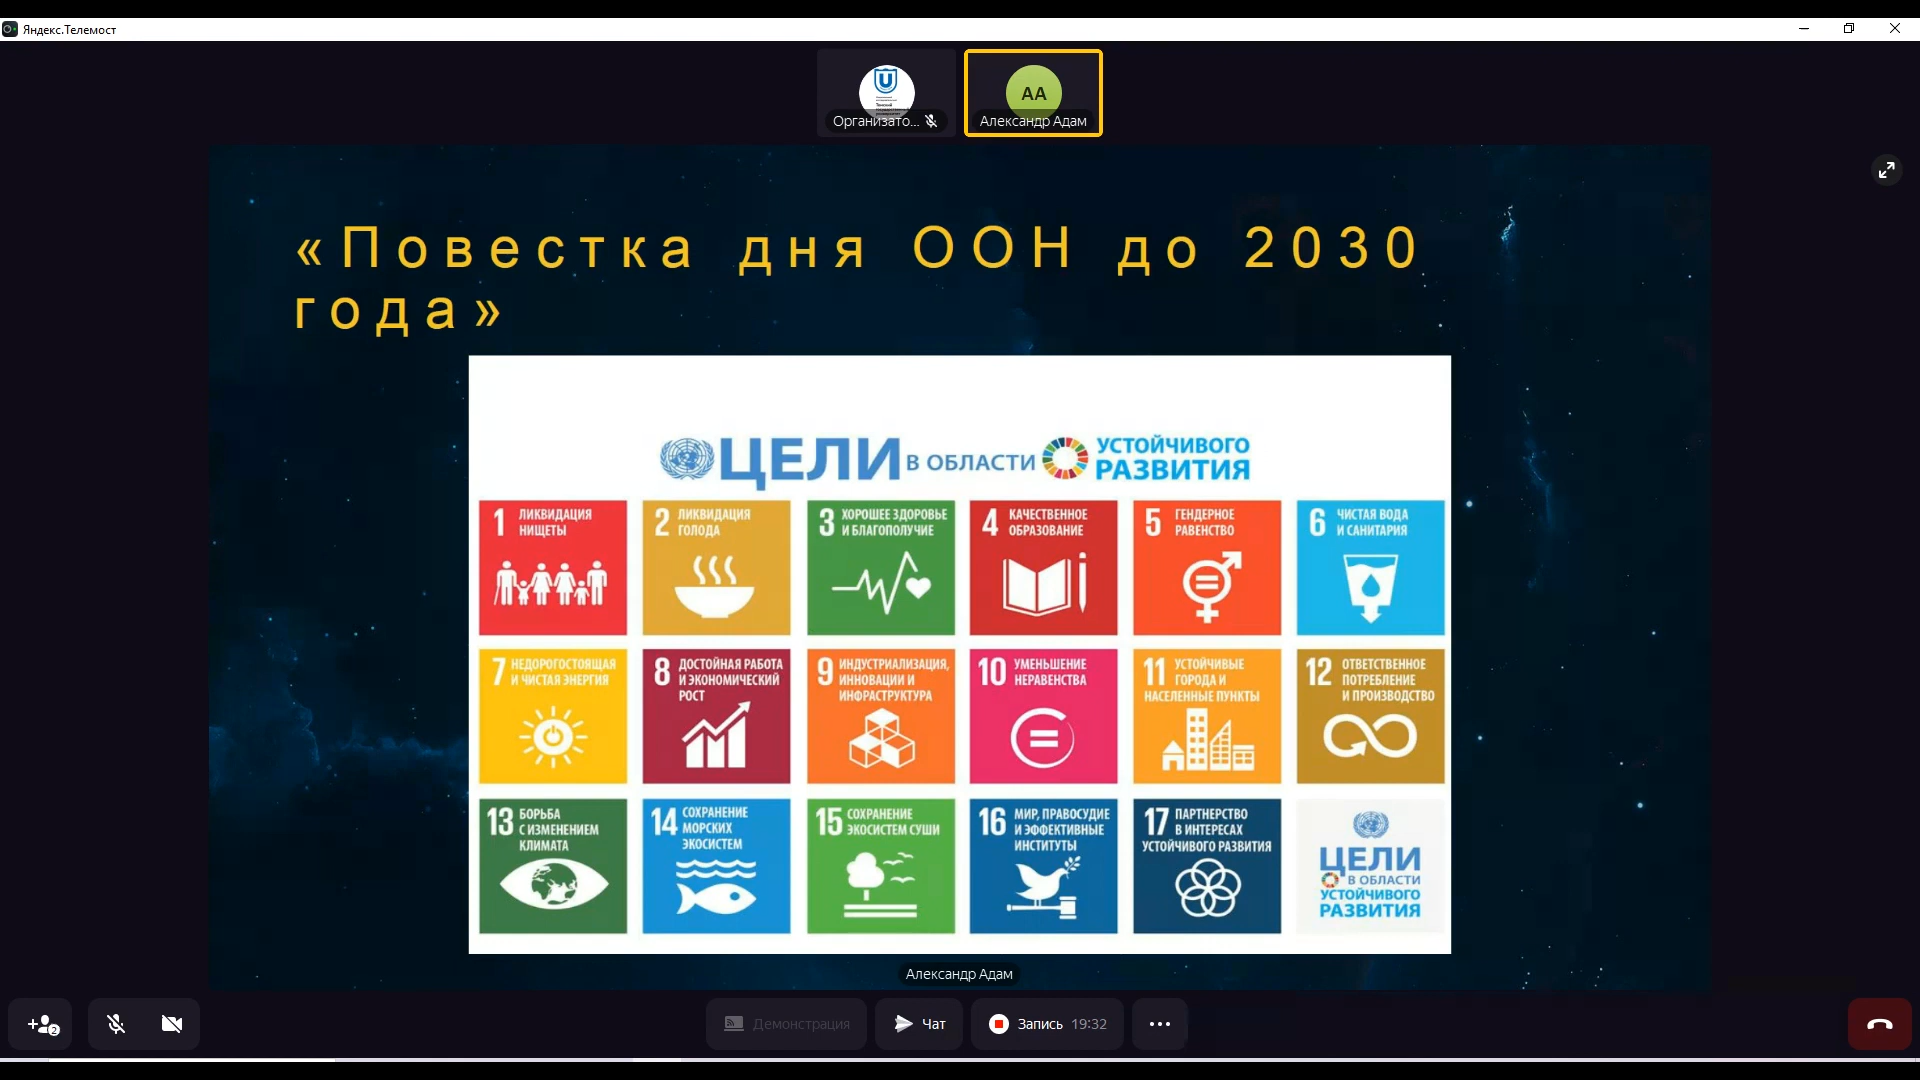 Яндекс.Телемост
Организато...
АА
Александр Адам
«Повестка дня ООН до 2030
года»
ЦЕЛИ В ОБЛАСТИ УСТОЙЧИВОГО
РАЗВИТИЯ
1 ЛИКВИДАЦИЯ
НИЩЕТЫ
2 ЛИКВИДАЦИЯ
ГОЛОДА
3 ХОРОШЕЕ ЗДОРОВЬЕ
И БЛАГОПОЛУЧИЕ
4 КАЧЕСТВЕННОЕ
ОБРАЗОВАНИЕ
5 ГЕНДЕРНОЕ
РАВЕНСТВО
6 ЧИСТАЯ ВОДА
И САНИТАРИЯ
7 НЕДОРОГОСТОЯЩАЯ
И ЧИСТАЯ ЭНЕРГИЯ
8 ДОСТОЙНАЯ РАБОТА
И ЭКОНОМИЧЕСКИЙ
РОСТ
9 ИНДУСТРИАЛИЗАЦИЯ,
ИННОВАЦИИ И
ИНФРАСТРУКТУРА
10 УМЕНЬШЕНИЕ
НЕРАВЕНСТВА
11 УСТОЙЧИВЫЕ
ГОРОДА И
НАСЕЛЕННЫЕ ПУНКТЫ
12 ОТВЕТСТВЕННОЕ
ПОТРЕБЛЕНИЕ
И ПРОИЗВОДСТВО
13 БОРЬБА
С ИЗМЕНЕНИЕМ
КЛИМАТА
14 СОХРАНЕНИЕ
МОРСКИХ
ЭКОСИСТЕМ
15 СОХРАНЕНИЕ
ЭКОСИСТЕМ СУШИ
16 МИР, ПРАВОСУДИЕ
И ЭФФЕКТИВНЫЕ
ИНСТИТУТЫ
17 ПАРТНЕРСТВО
В ИНТЕРЕСАХ
УСТОЙЧИВОГО РАЗВИТИЯ
ЦЕЛИ
В ОБЛАСТИ
УСТОЙЧИВОГО
РАЗВИТИЯ
Александр Адам
2
Демонстрация
Чат
Запись 19:32